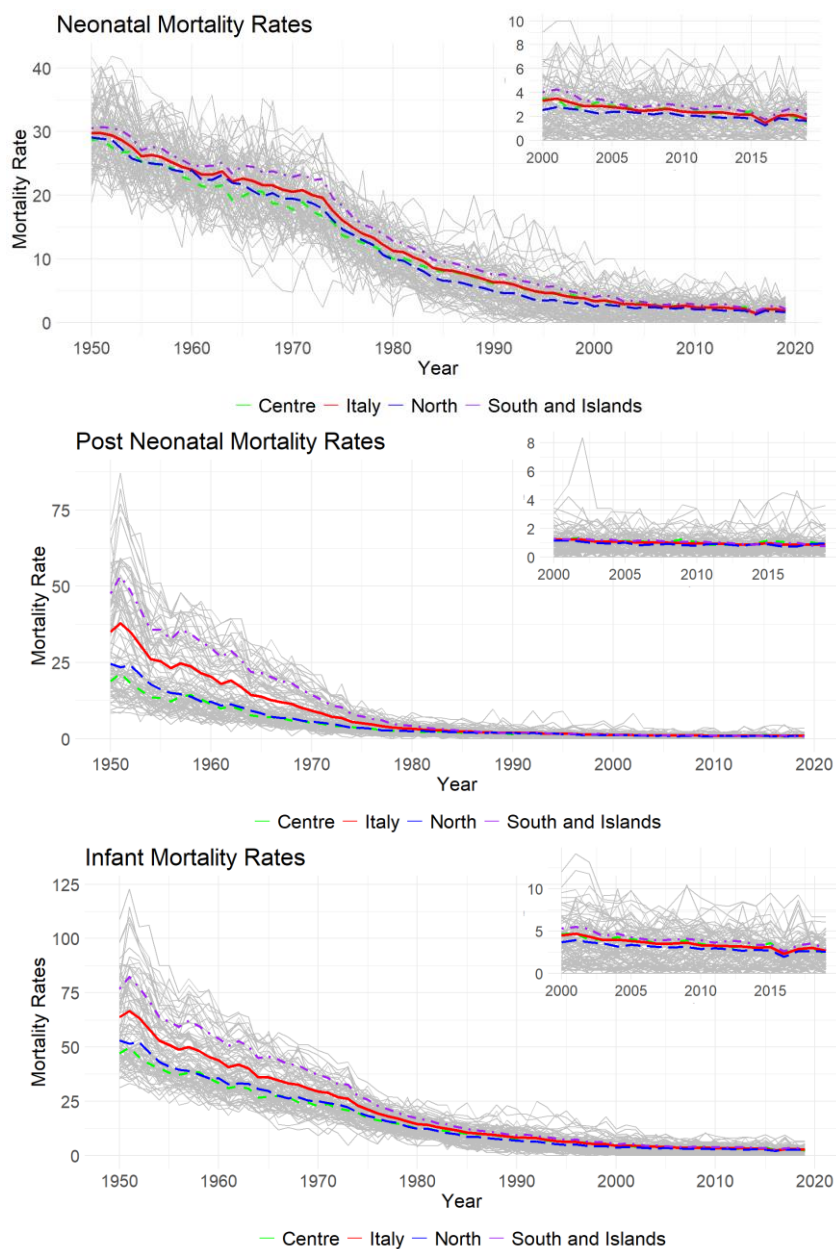 Neonatal Mortality Rates
10
8
6
4
2
0
2000 2005 2010 2015
40
30
20
10
0
Mortality Rate
1950 1960 1970 1980 1990 2000 2010 2020
Year
Centre Italy North South and Islands
Post Neonatal Mortality Rates
8
6
4
2
0
2000 2005 2010 2015
75
50
25
0
Mortality Rate
1950 1960 1970 1980 1990 2000 2010 2020
Year
Centre Italy North South and Islands
Infant Mortality Rates
10
5
0
2000 2005 2010 2015
125
100
75
50
25
0
Mortality Rates
1950 1960 1970 1980 1990 2000 2010 2020
Year
Centre Italy North South and Islands